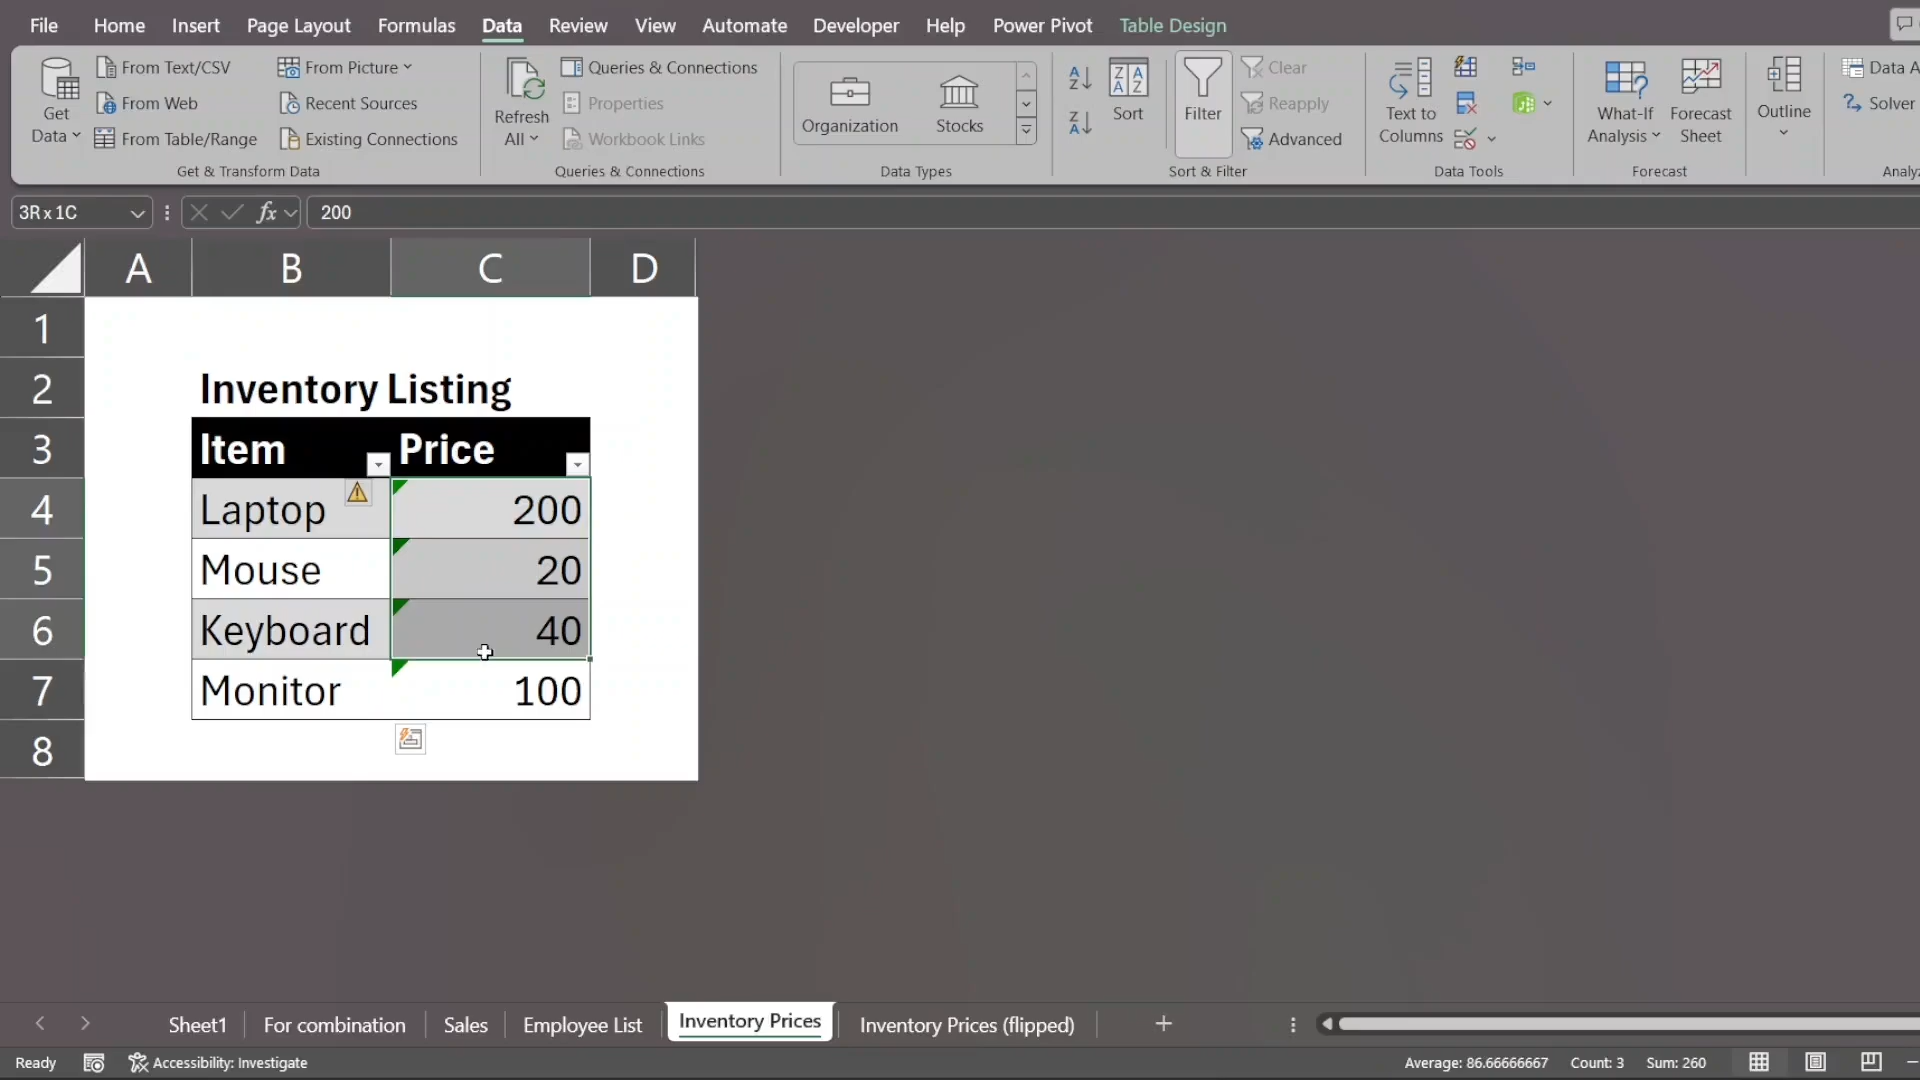 File Home Insert Page Layout Formulas Data Review View Automate Developer Help Power Pivot Table Design
From Text/CSV From Picture Queries & Connections Clear Data A
From Web Recent Sources Properties Reapply Solver
From Table/Range Existing Connections Workbook Links Advanced
Get Data Refresh All Organization Stocks Sort Filter Text to Columns What-If Analysis Forecast Sheet Outline
Get & Transform Data Queries & Connections Data Types Sort & Filter Data Tools Forecast Analyz
3R x 1C fx 200
A B C D
1
2 Inventory Listing
3 Item Price
4 Laptop 200
5 Mouse 20
6 Keyboard 40
7 Monitor 100
8
Sheet1 For combination Sales Employee List Inventory Prices Inventory Prices (flipped)
Ready Accessibility: Investigate Average: 86.66666667 Count: 3 Sum: 260